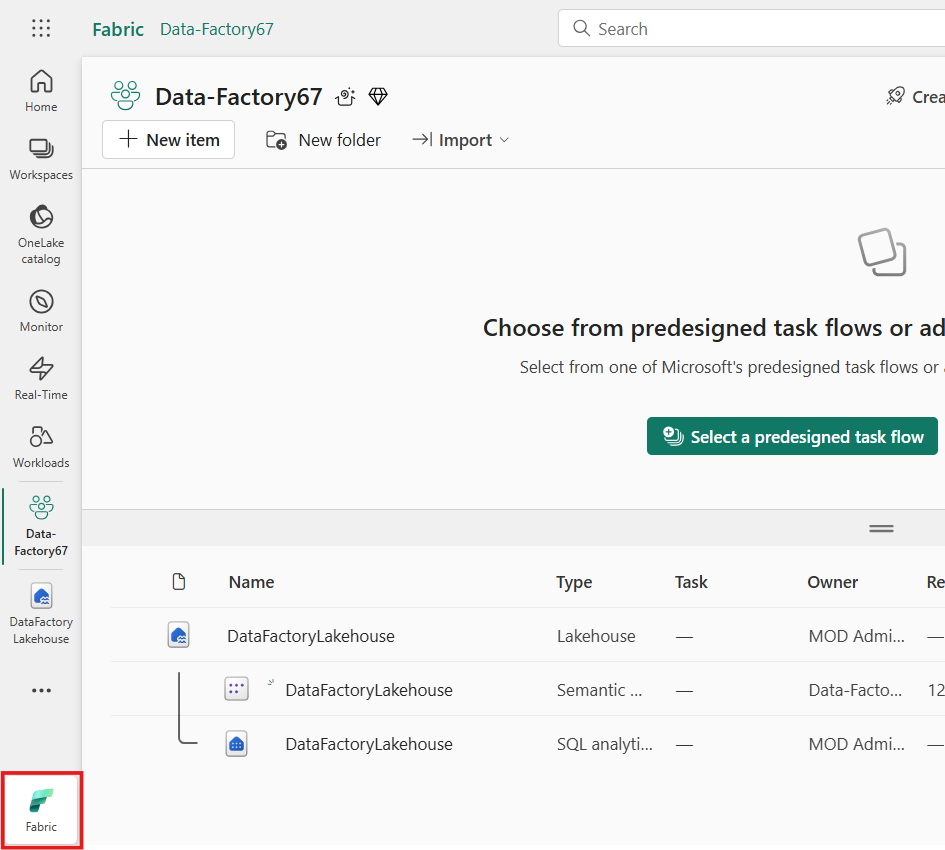 Fabric Data-Factory67
Search
Home
Workspaces
OneLake
catalog
Monitor
Real-Time
Workloads
Data-
Factory67
DataFactory
Lakehouse
Fabric
Data-Factory67
Crea
New item New folder Import
Choose from predesigned task flows or ad
Select from one of Microsoft's predesigned task flows or a
Select a predesigned task flow
Name Type Task Owner Re
DataFactoryLakehouse Lakehouse — MOD Admi... —
DataFactoryLakehouse Semantic ... — Data-Facto... 12
DataFactoryLakehouse SQL analyti... — MOD Admi... —